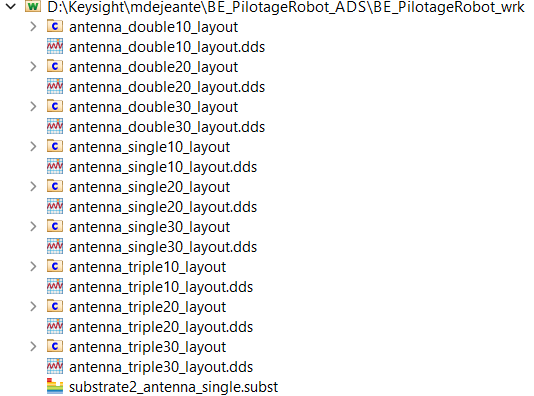 D:\Keysight\mdejeante\BE_PilotageRobot_ADS\BE_PilotageRobot_wrk
antenna_double10_layout
antenna_double10_layout.dds
antenna_double20_layout
antenna_double20_layout.dds
antenna_double30_layout
antenna_double30_layout.dds
antenna_single10_layout
antenna_single10_layout.dds
antenna_single20_layout
antenna_single20_layout.dds
antenna_single30_layout
antenna_single30_layout.dds
antenna_triple10_layout
antenna_triple10_layout.dds
antenna_triple20_layout
antenna_triple20_layout.dds
antenna_triple30_layout
antenna_triple30_layout.dds
substrate2_antenna_single.subst